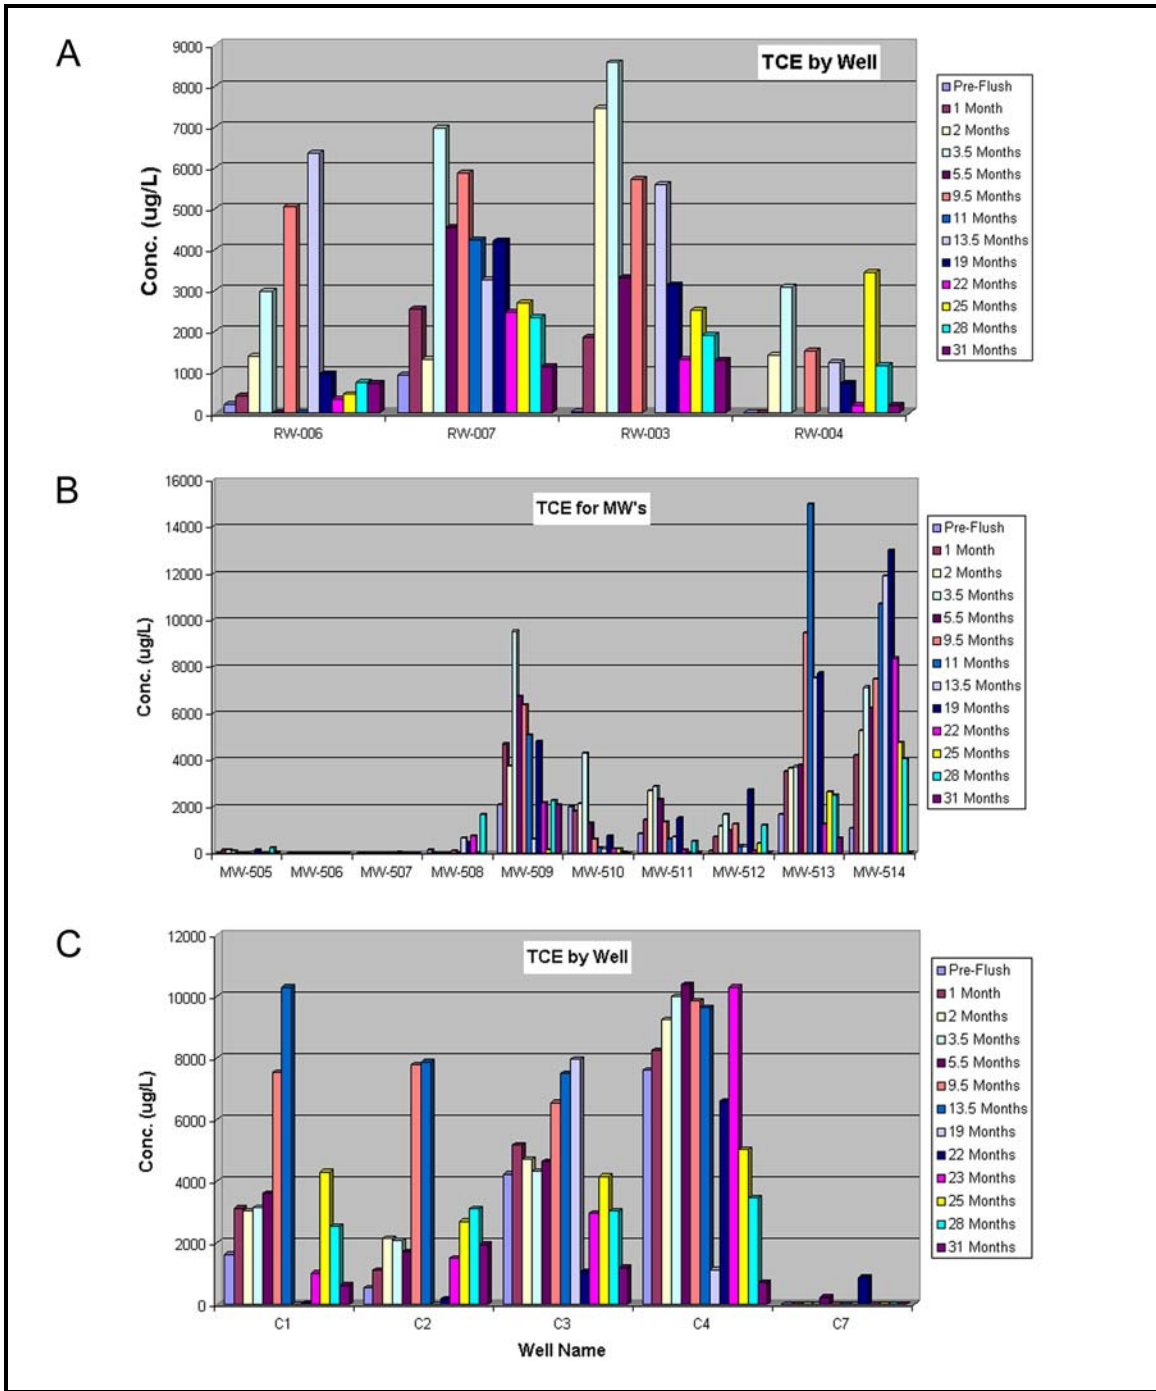 A
TCE by Well
Conc. (ug/L)
9000
8000
7000
6000
5000
4000
3000
2000
1000
0
RW-006 RW-007 RW-003 RW-004
Pre-Flush
1 Month
2 Months
3.5 Months
5.5 Months
9.5 Months
11 Months
13.5 Months
19 Months
22 Months
25 Months
28 Months
31 Months
B
TCE for MW's
Conc. (ug/L)
16000
14000
12000
10000
8000
6000
4000
2000
0
MW-505 MW-506 MW-507 MW-508 MW-509 MW-510 MW-511 MW-512 MW-513 MW-514
Pre-Flush
1 Month
2 Months
3.5 Months
5.5 Months
9.5 Months
11 Months
13.5 Months
19 Months
22 Months
25 Months
28 Months
31 Months
C
TCE by Well
Conc. (ug/L)
12000
10000
8000
6000
4000
2000
0
C1 C2 C3 C4 C7
Well Name
Pre-Flush
1 Month
2 Months
3.5 Months
5.5 Months
9.5 Months
13.5 Months
19 Months
22 Months
23 Months
25 Months
28 Months
31 Months